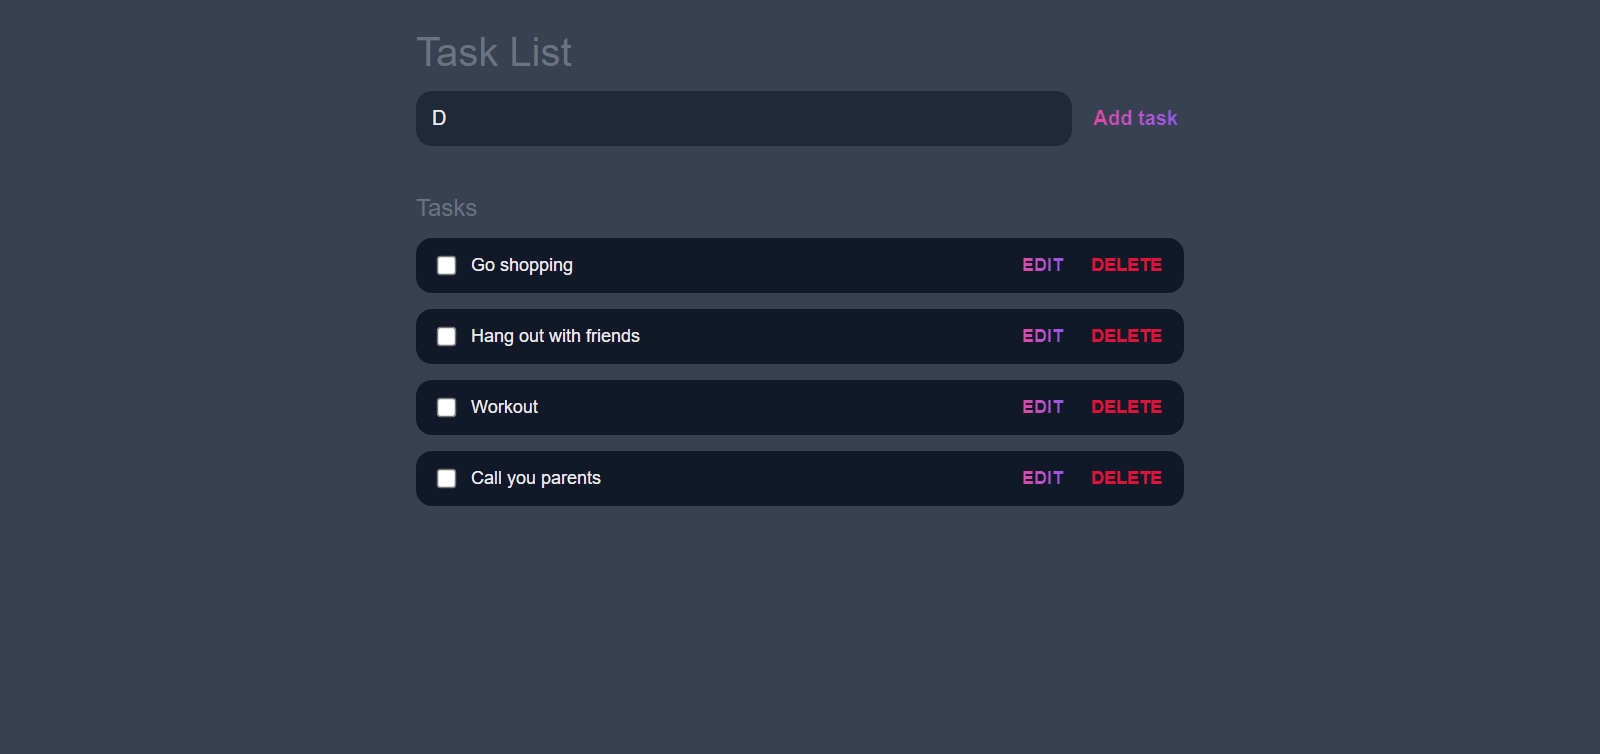 Task List
D Add task
Tasks
Go shopping EDIT DELETE
Hang out with friends EDIT DELETE
Workout EDIT DELETE
Call you parents EDIT DELETE